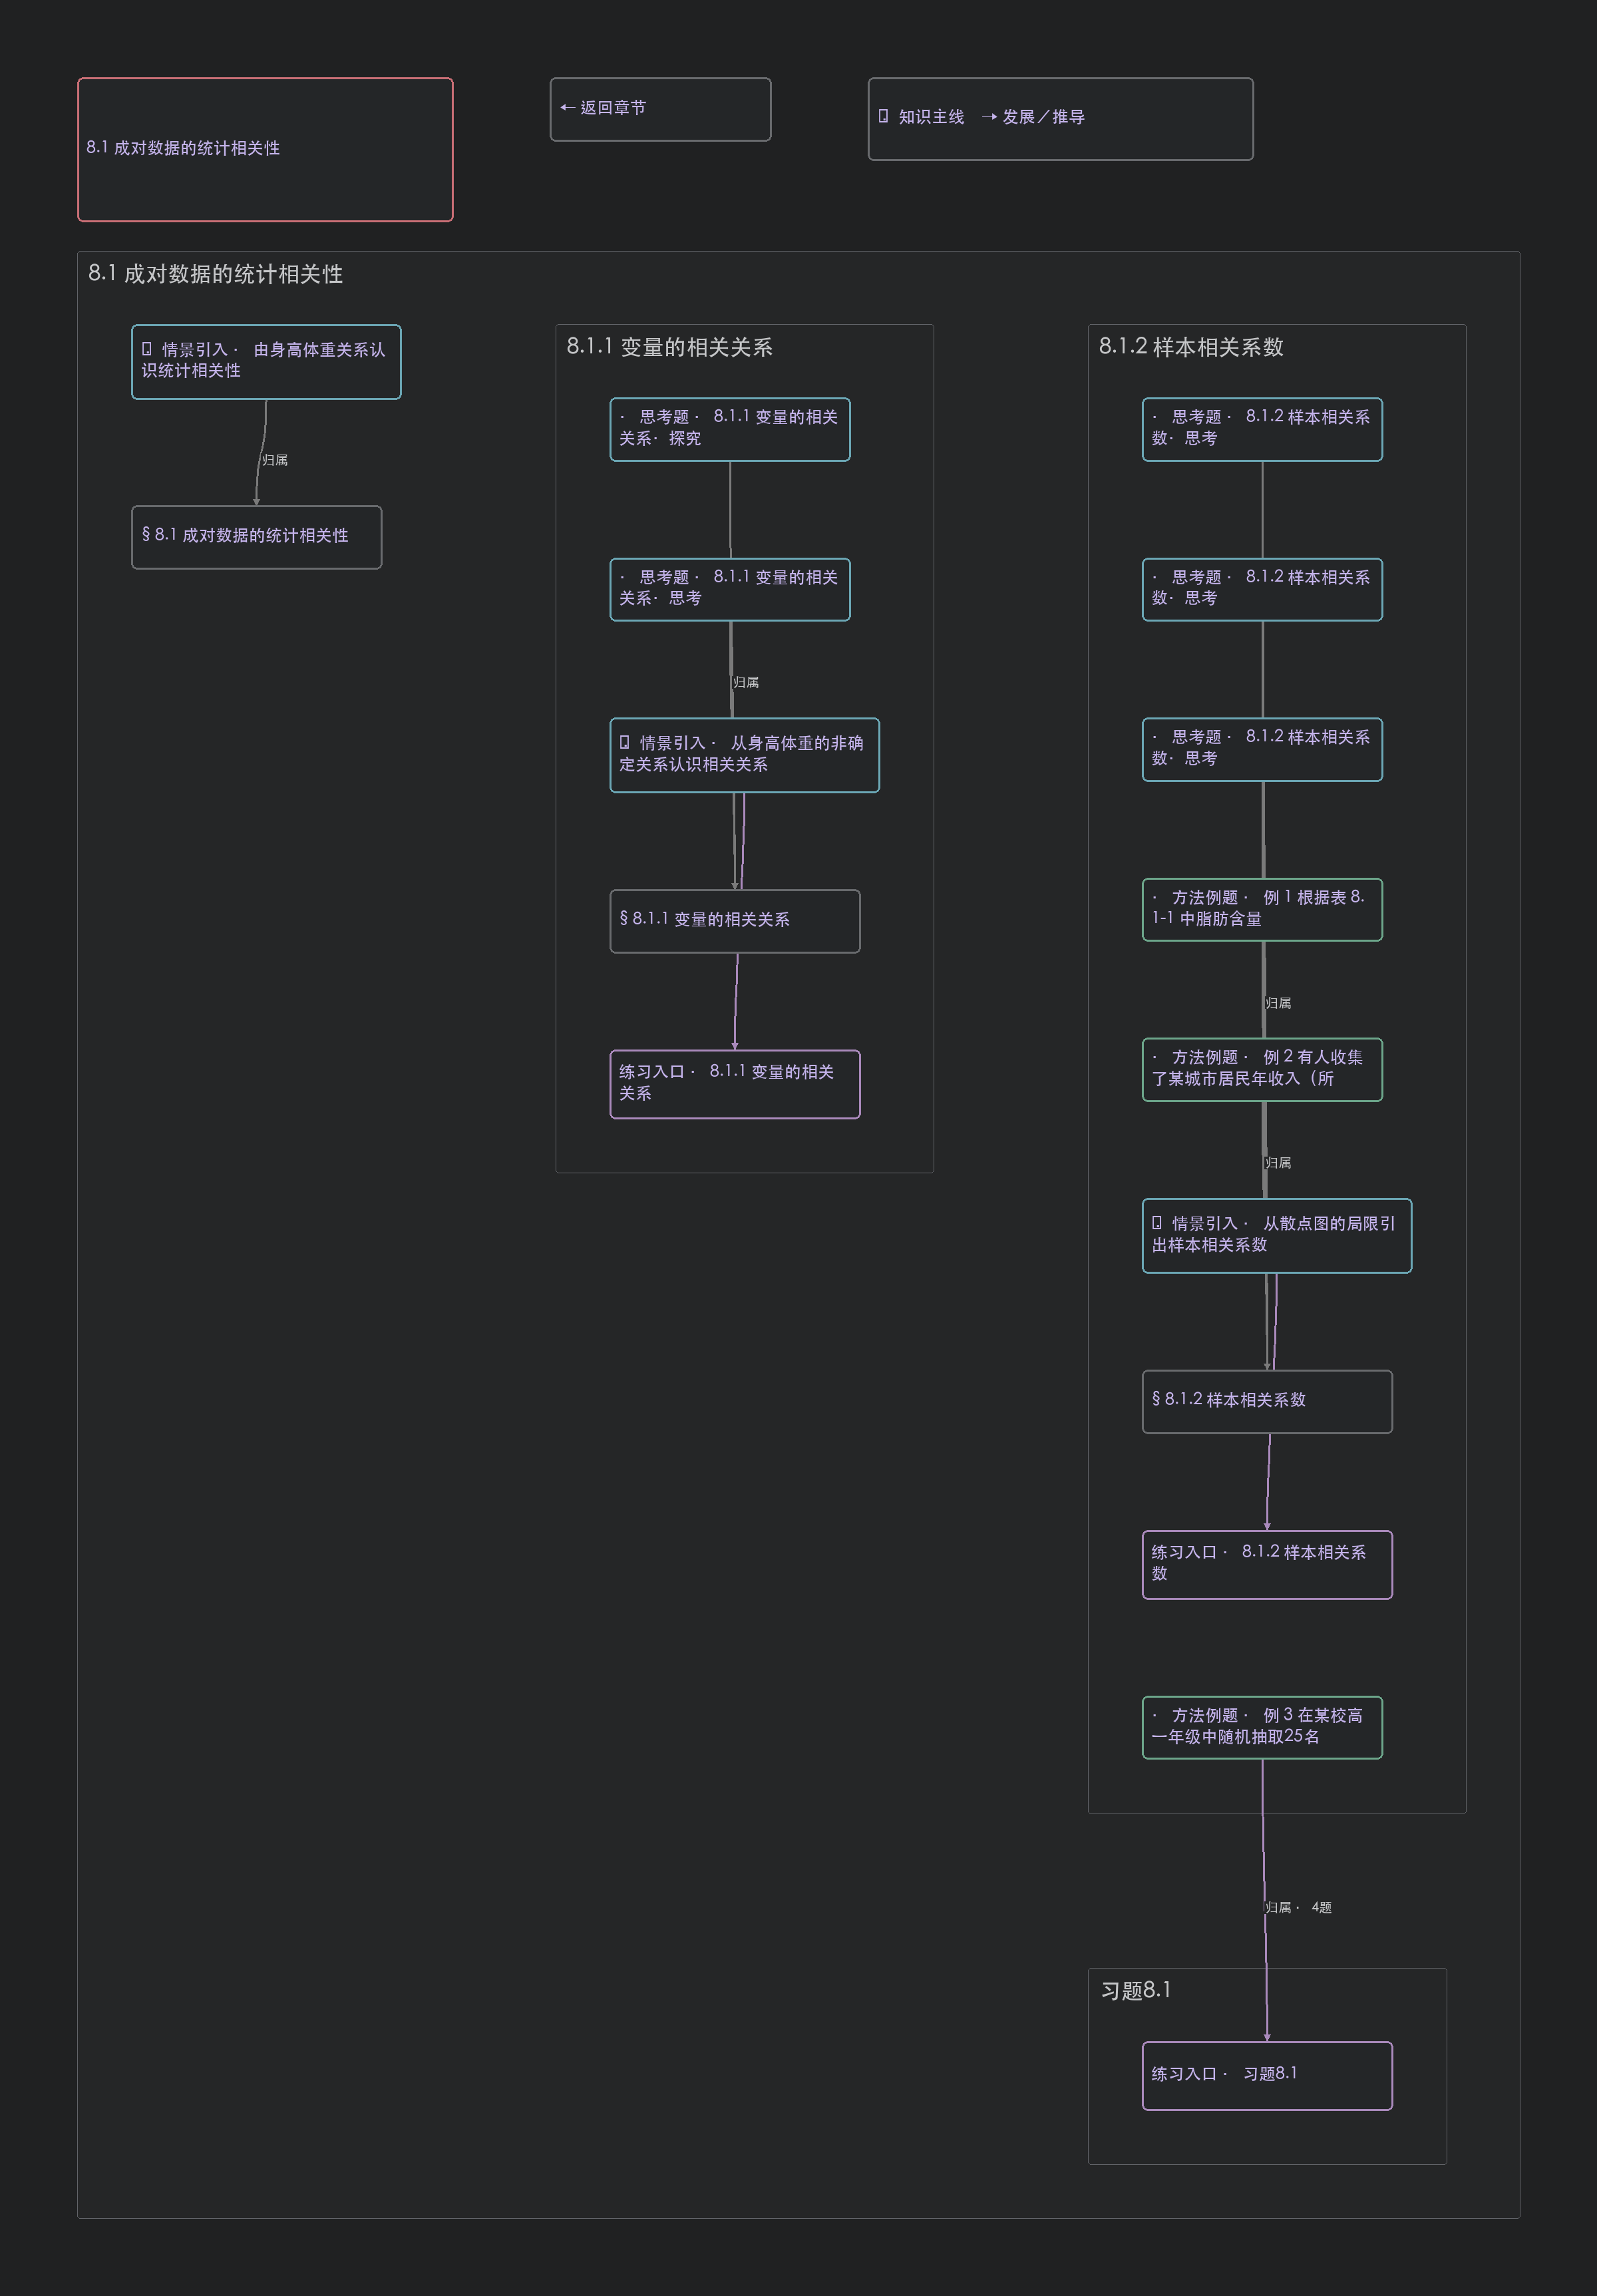 8.1 成对数据的统计相关性
← 返回章节
知识主线 → 发展／推导
8.1 成对数据的统计相关性
情景引入 · 由身高体重关系认
识统计相关性
归属
§ 8.1 成对数据的统计相关性
8.1.1 变量的相关关系
· 思考题 · 8.1.1 变量的相关
关系· 探究
· 思考题 · 8.1.1 变量的相关
关系· 思考
归属
情景引入 · 从身高体重的非确
定关系认识相关关系
§ 8.1.1 变量的相关关系
练习入口 · 8.1.1 变量的相关
关系
8.1.2 样本相关系数
· 思考题 · 8.1.2 样本相关系
数· 思考
· 思考题 · 8.1.2 样本相关系
数· 思考
· 思考题 · 8.1.2 样本相关系
数· 思考
· 方法例题 · 例 1 根据表 8.
1-1 中脂肪含量
归属
· 方法例题 · 例 2 有人收集
了某城市居民年收入（所
归属
情景引入 · 从散点图的局限引
出样本相关系数
§ 8.1.2 样本相关系数
练习入口 · 8.1.2 样本相关系
数
· 方法例题 · 例 3 在某校高
一年级中随机抽取25名
归属 · 4题
习题8.1
练习入口 · 习题8.1